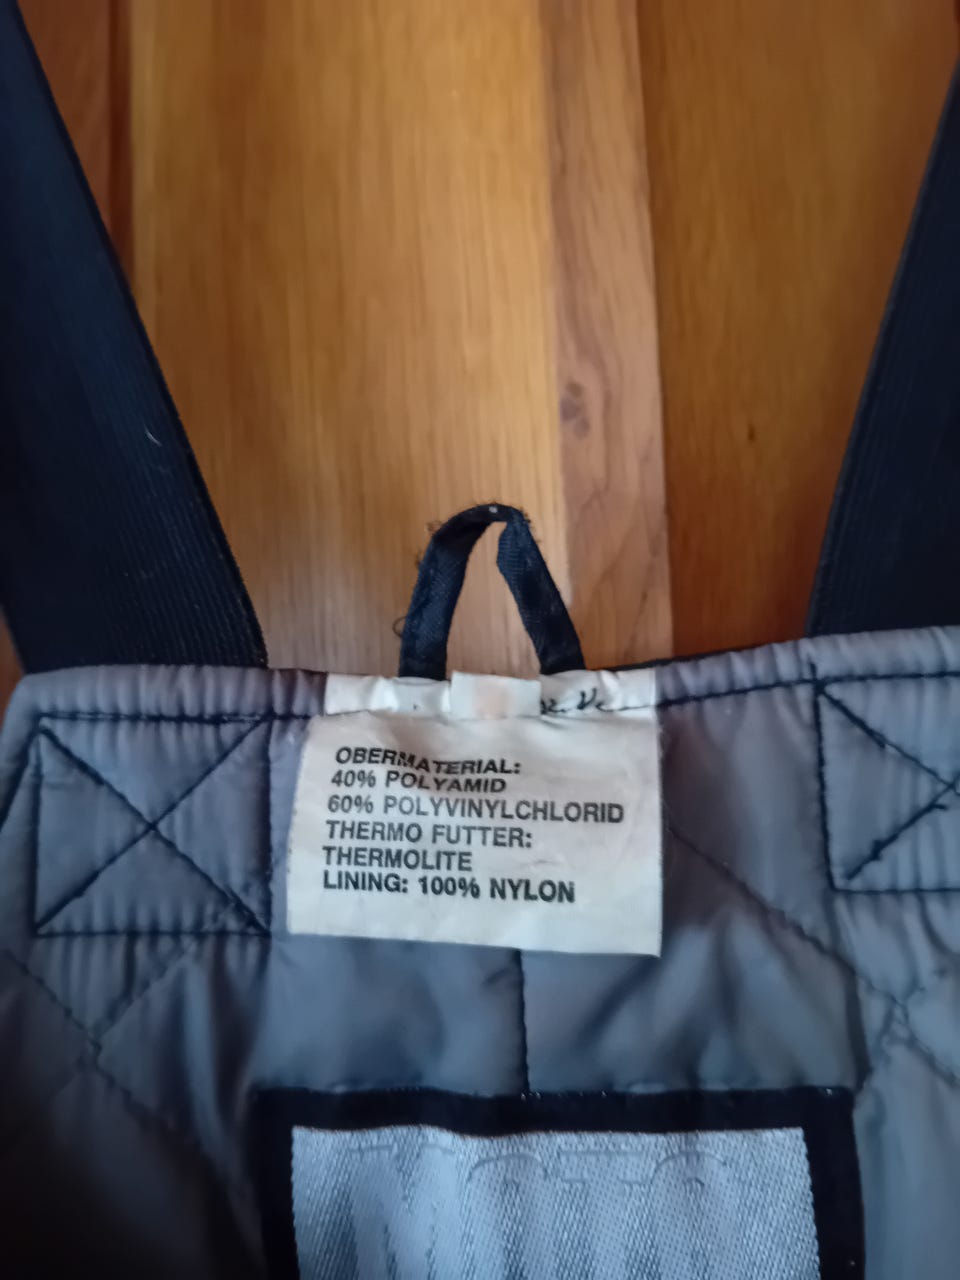 OBERMATERIAL:
40% POLYAMID
60% POLYVINYLCHLORID
THERMO FUTTER:
THERMOLITE
LINING: 100% NYLON